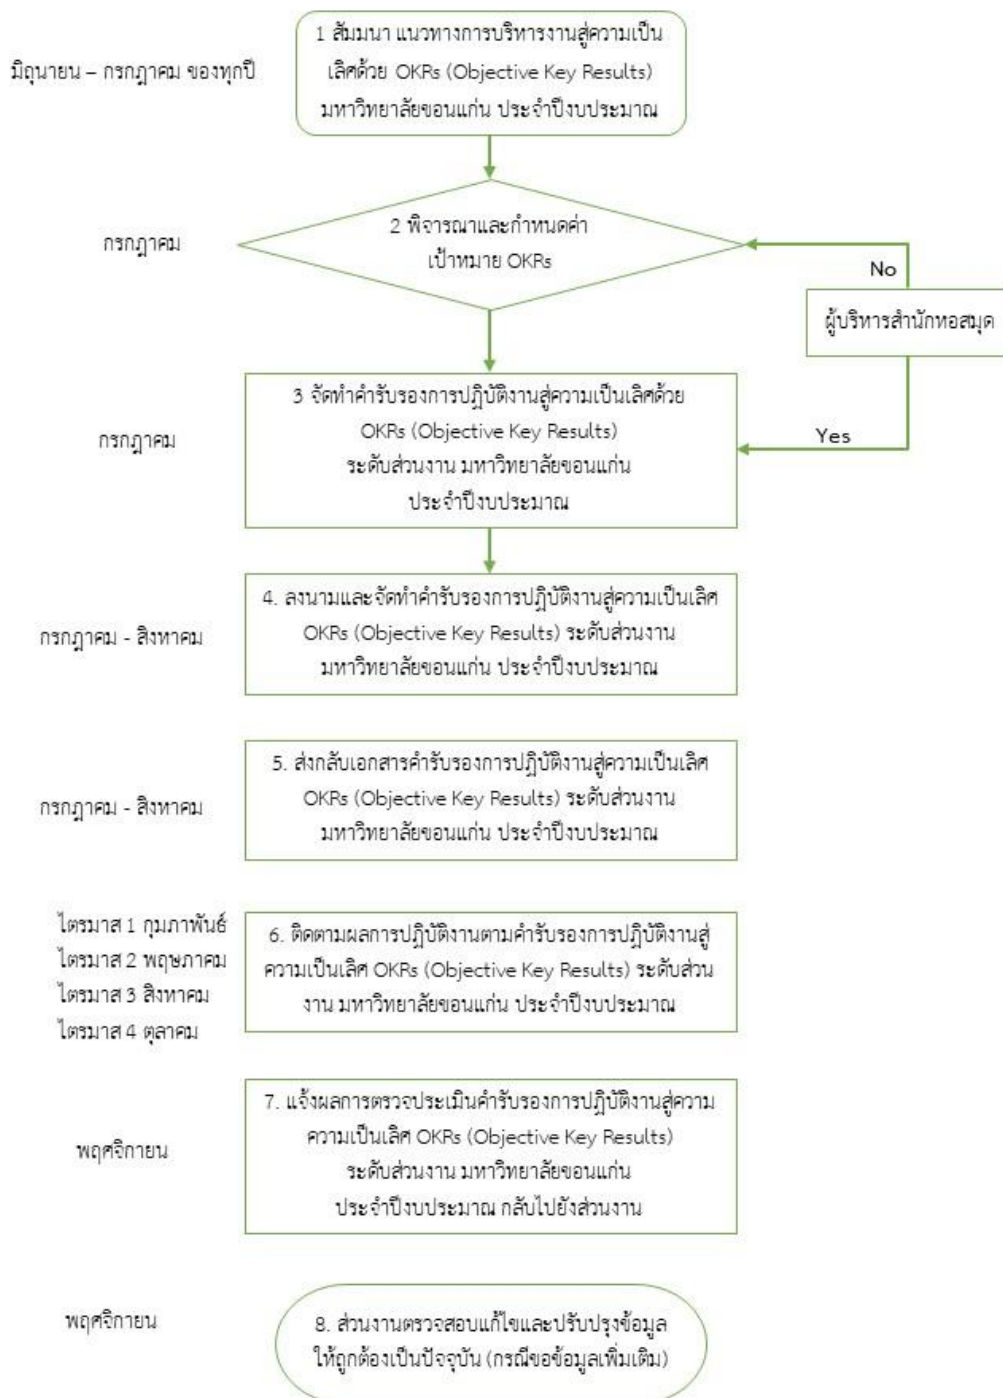 1 สัมมนา แนวทางการบริหารงานสู่ความเป็น
เลิศด้วย OKRs (Objective Key Results)
มหาวิทยาลัยขอนแก่น ประจำปีงบประมาณ
มิถุนายน – กรกฎาคม ของทุกปี
กรกฎาคม
2 พิจารณาและกำหนดค่า
เป้าหมาย OKRs
No
ผู้บริหารสำนักหอสมุด
Yes
กรกฎาคม
3 จัดทำคำรับรองการปฏิบัติงานสู่ความเป็นเลิศด้วย
OKRs (Objective Key Results)
ระดับส่วนงาน มหาวิทยาลัยขอนแก่น
ประจำปีงบประมาณ
กรกฎาคม - สิงหาคม
4. ลงนามและจัดทำคำรับรองการปฏิบัติงานสู่ความเป็นเลิศ
OKRs (Objective Key Results) ระดับส่วนงาน
มหาวิทยาลัยขอนแก่น ประจำปีงบประมาณ
กรกฎาคม - สิงหาคม
5. ส่งกลับเอกสารคำรับรองการปฏิบัติงานสู่ความเป็นเลิศ
OKRs (Objective Key Results) ระดับส่วนงาน
มหาวิทยาลัยขอนแก่น ประจำปีงบประมาณ
ไตรมาส 1 กุมภาพันธ์
ไตรมาส 2 พฤษภาคม
ไตรมาส 3 สิงหาคม
ไตรมาส 4 ตุลาคม
6. ติดตามผลการปฏิบัติงานตามคำรับรองการปฏิบัติงานสู่
ความเป็นเลิศ OKRs (Objective Key Results) ระดับส่วน
งาน มหาวิทยาลัยขอนแก่น ประจำปีงบประมาณ
พฤศจิกายน
7. แจ้งผลการตรวจประเมินคำรับรองการปฏิบัติงานสู่ความ
ความเป็นเลิศ OKRs (Objective Key Results)
ระดับส่วนงาน มหาวิทยาลัยขอนแก่น
ประจำปีงบประมาณ กลับไปยังส่วนงาน
พฤศจิกายน
8. ส่วนงานตรวจสอบแก้ไขและปรับปรุงข้อมูล
ให้ถูกต้องเป็นปัจจุบัน (กรณีขอข้อมูลเพิ่มเติม)